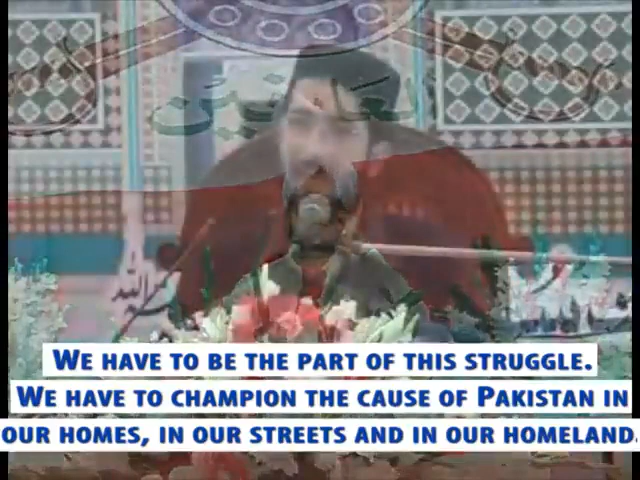 العارفین
WE HAVE TO BE THE PART OF THIS STRUGGLE.
WE HAVE TO CHAMPION THE CAUSE OF PAKISTAN IN
OUR HOMES, IN OUR STREETS AND IN OUR HOMELAND.